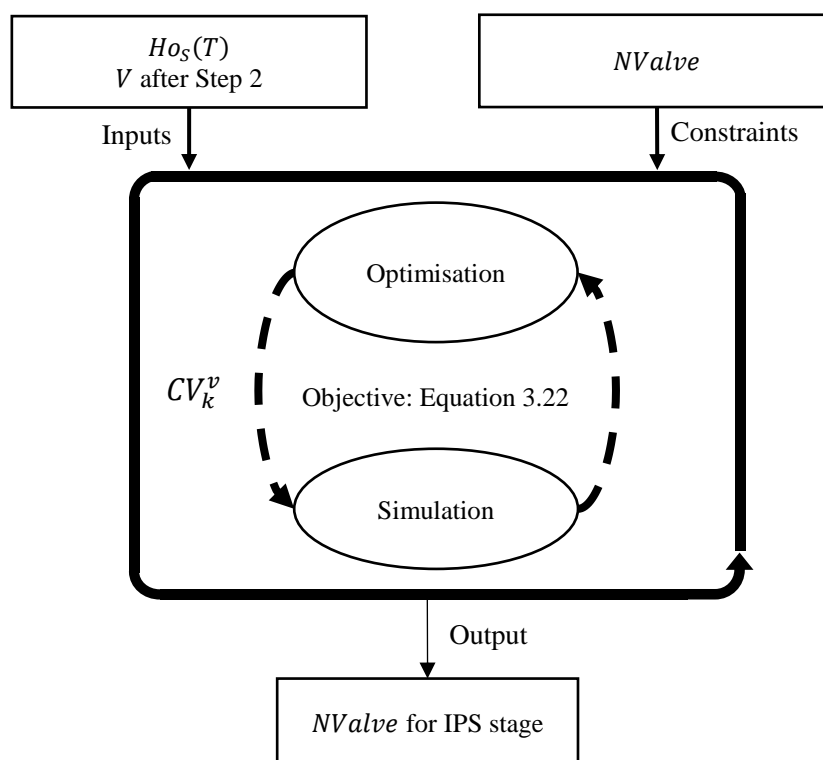 Ho_S(T)
V after Step 2
NValve
Inputs
Constraints
Optimisation
CV_k^v
Objective: Equation 3.22
Simulation
Output
NValve for IPS stage